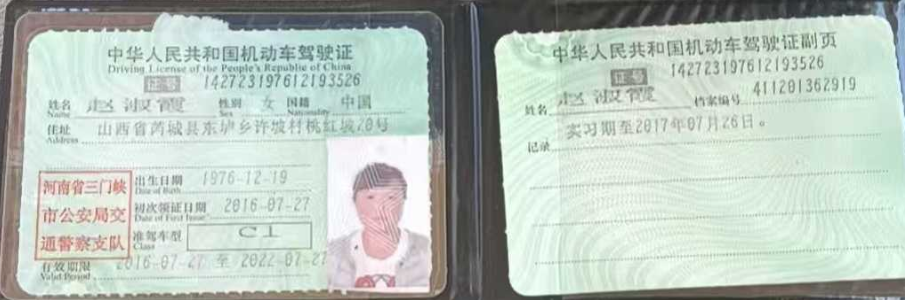 中华人民共和国机动车驾驶证
Driving License of the People's Republic of China
证号 142723197612193526
姓名 赵淑霞 性别 女 国籍 中国
Name Sex Nationality
住址 山西省芮城县东垆乡许坡村桃红坡20号
Address
河南省三门峡
市公安局交
通警察支队
出生日期 1976-12-19
Date of Birth
初次领证日期 2016-07-27
Date of First Issue
准驾车型 C1
Class
有效期限 2016-07-27 至 2022-07-27
Valid Period
中华人民共和国机动车驾驶证副页
证号 142723197612193526
姓名 赵淑霞 档案编号 411201362919
Name
记录 实习期至2017年07月26日。